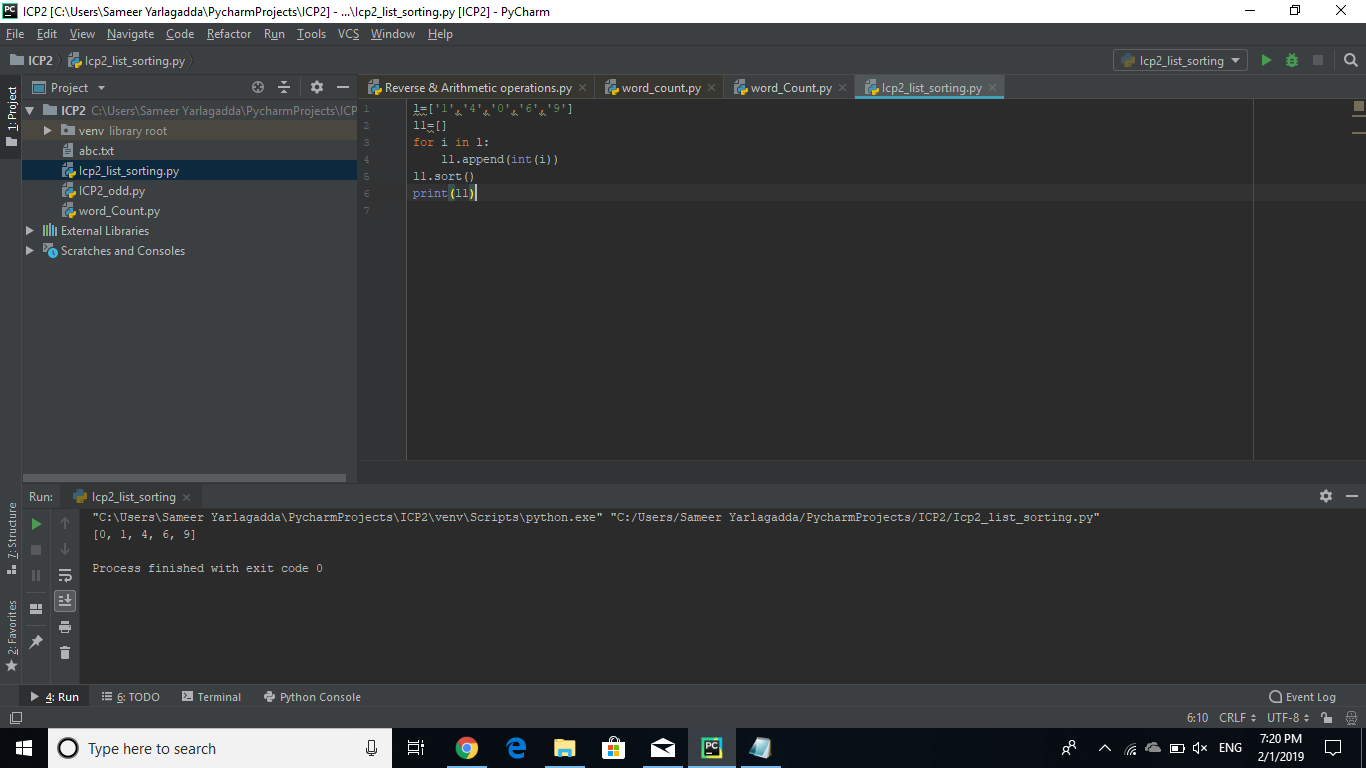 ICP2 [C:\Users\Sameer Yarlagadda\PycharmProjects\ICP2] - ...\Icp2_list_sorting.py [ICP2] - PyCharm
File Edit View Navigate Code Refactor Run Tools VCS Window Help
ICP2 Icp2_list_sorting.py Icp2_list_sorting
1: Project
Project
Reverse & Arithmetic operations.py word_count.py word_Count.py Icp2_list_sorting.py
ICP2 C:\Users\Sameer Yarlagadda\PycharmProjects\ICP
venv library root
abc.txt
Icp2_list_sorting.py
ICP2_odd.py
word_Count.py
External Libraries
Scratches and Consoles
1 l=['1','4','0','6','9']
2 l1=[]
3 for i in l:
4 l1.append(int(i))
5 l1.sort()
6 print(l1)
7
Run: Icp2_list_sorting
7: Structure
2: Favorites
"C:\Users\Sameer Yarlagadda\PycharmProjects\ICP2\venv\Scripts\python.exe" "C:/Users/Sameer Yarlagadda/PycharmProjects/ICP2/Icp2_list_sorting.py"
[0, 1, 4, 6, 9]
Process finished with exit code 0
4: Run 6: TODO Terminal Python Console Event Log
6:10 CRLF UTF-8
Type here to search
ENG
7:20 PM
2/1/2019